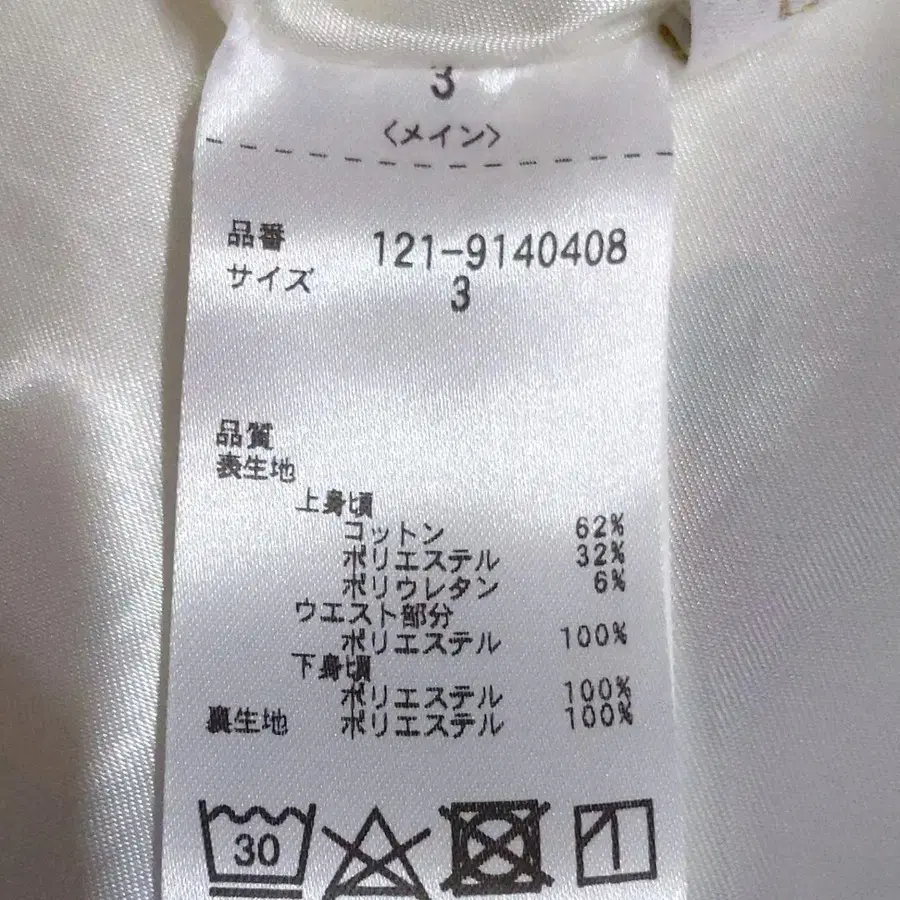 3
〈メイン〉
品番 121-9140408
サイズ 3
品質
表生地
上身頃
コットン 62%
ポリエステル 32%
ポリウレタン 6%
ウエスト部分
ポリエステル 100%
下身頃
ポリエステル 100%
裏生地 ポリエステル 100%
30